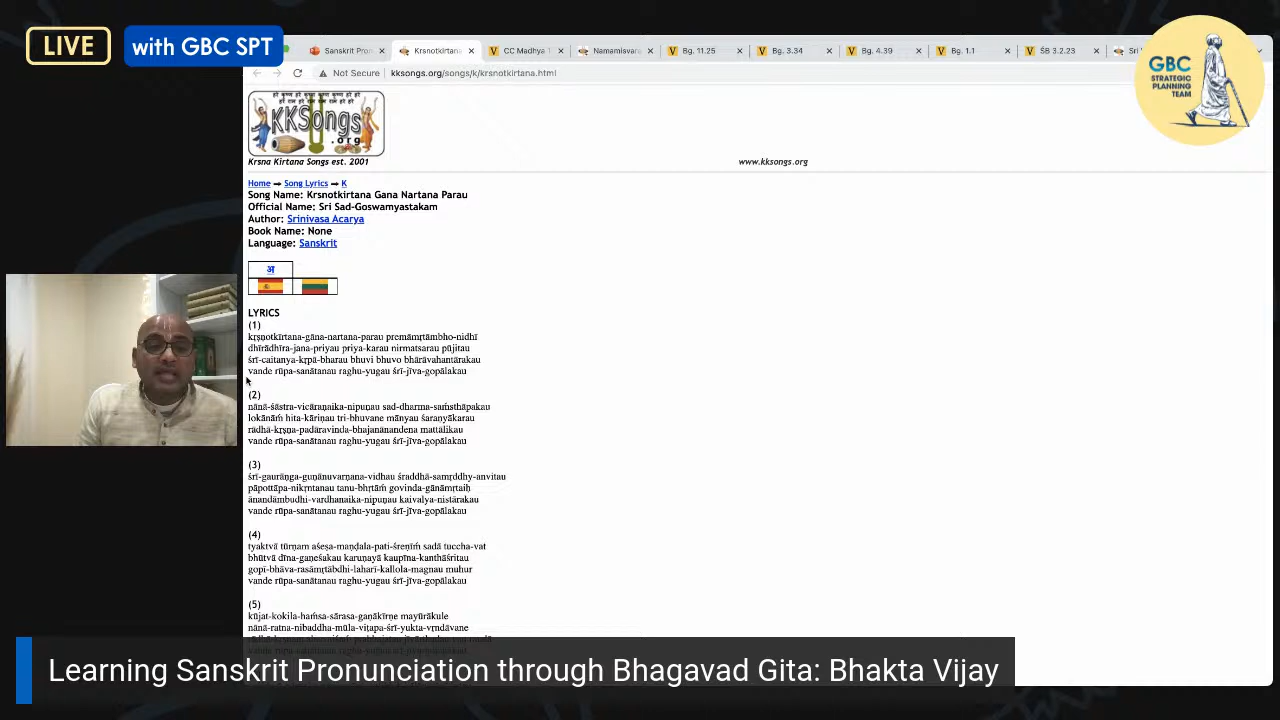 LIVE
with GBC SPT
Sanskrit Pron
Krsnotkirtana
CC Madhya 1
Namamisvare
Bg. 11.25
Bg. 3.34
Bg. 4.39
Bg. 1.1
ŚB 3.2.23
Not Secure
kksongs.org/songs/k/krsnotkirtana.html
GBC
STRATEGIC
PLANNING
TEAM
KKSongs
.org
Krsna Kirtana Songs est. 2001
www.kksongs.org
Home ⇒ Song Lyrics ⇒ K
Song Name: Krsnotkirtana Gana Nartana Parau
Official Name: Sri Sad-Goswamyastakam
Author: Srinivasa Acarya
Book Name: None
Language: Sanskrit
अ
LYRICS
(1)
kṛṣṇotkīrtana-gāna-nartana-parau premāmṛtāmbho-nidhī
dhīrādhīra-jana-priyau priya-karau nirmatsarau pūjitau
śrī-caitanya-kṛpā-bharau bhuvi bhuvo bhārāvahantārakau
vande rūpa-sanātanau raghu-yugau śrī-jīva-gopālakau
(2)
nānā-śāstra-vicāraṇaika-nipuṇau sad-dharma-saṁsthāpakau
lokānāṁ hita-kāriṇau tri-bhuvane mānyau śaraṇyākarau
rādhā-kṛṣṇa-padāravinda-bhajanānandena mattālikau
vande rūpa-sanātanau raghu-yugau śrī-jīva-gopālakau
(3)
śrī-gaurāṅga-guṇānuvarṇana-vidhau śraddhā-samṛddhy-anvitau
pāpottāpa-nikṛntanau tanu-bhṛtāṁ govinda-gānāmṛtaiḥ
ānandāmbudhi-vardhanaika-nipuṇau kaivalya-nistārakau
vande rūpa-sanātanau raghu-yugau śrī-jīva-gopālakau
(4)
tyaktvā tūrṇam aśeṣa-maṇḍala-pati-śreṇīṁ sadā tuccha-vat
bhūtvā dīna-gaṇeśakau karuṇayā kaupīna-kanthāśritau
gopī-bhāva-rasāmṛtābdhi-laharī-kallola-magnau muhur
vande rūpa-sanātanau raghu-yugau śrī-jīva-gopālakau
(5)
kūjat-kokila-haṁsa-sārasa-gaṇākīrṇe mayūrākule
nānā-ratna-nibaddha-mūla-viṭapa-śrī-yukta-vṛndāvane
Learning Sanskrit Pronunciation through Bhagavad Gita: Bhakta Vijay